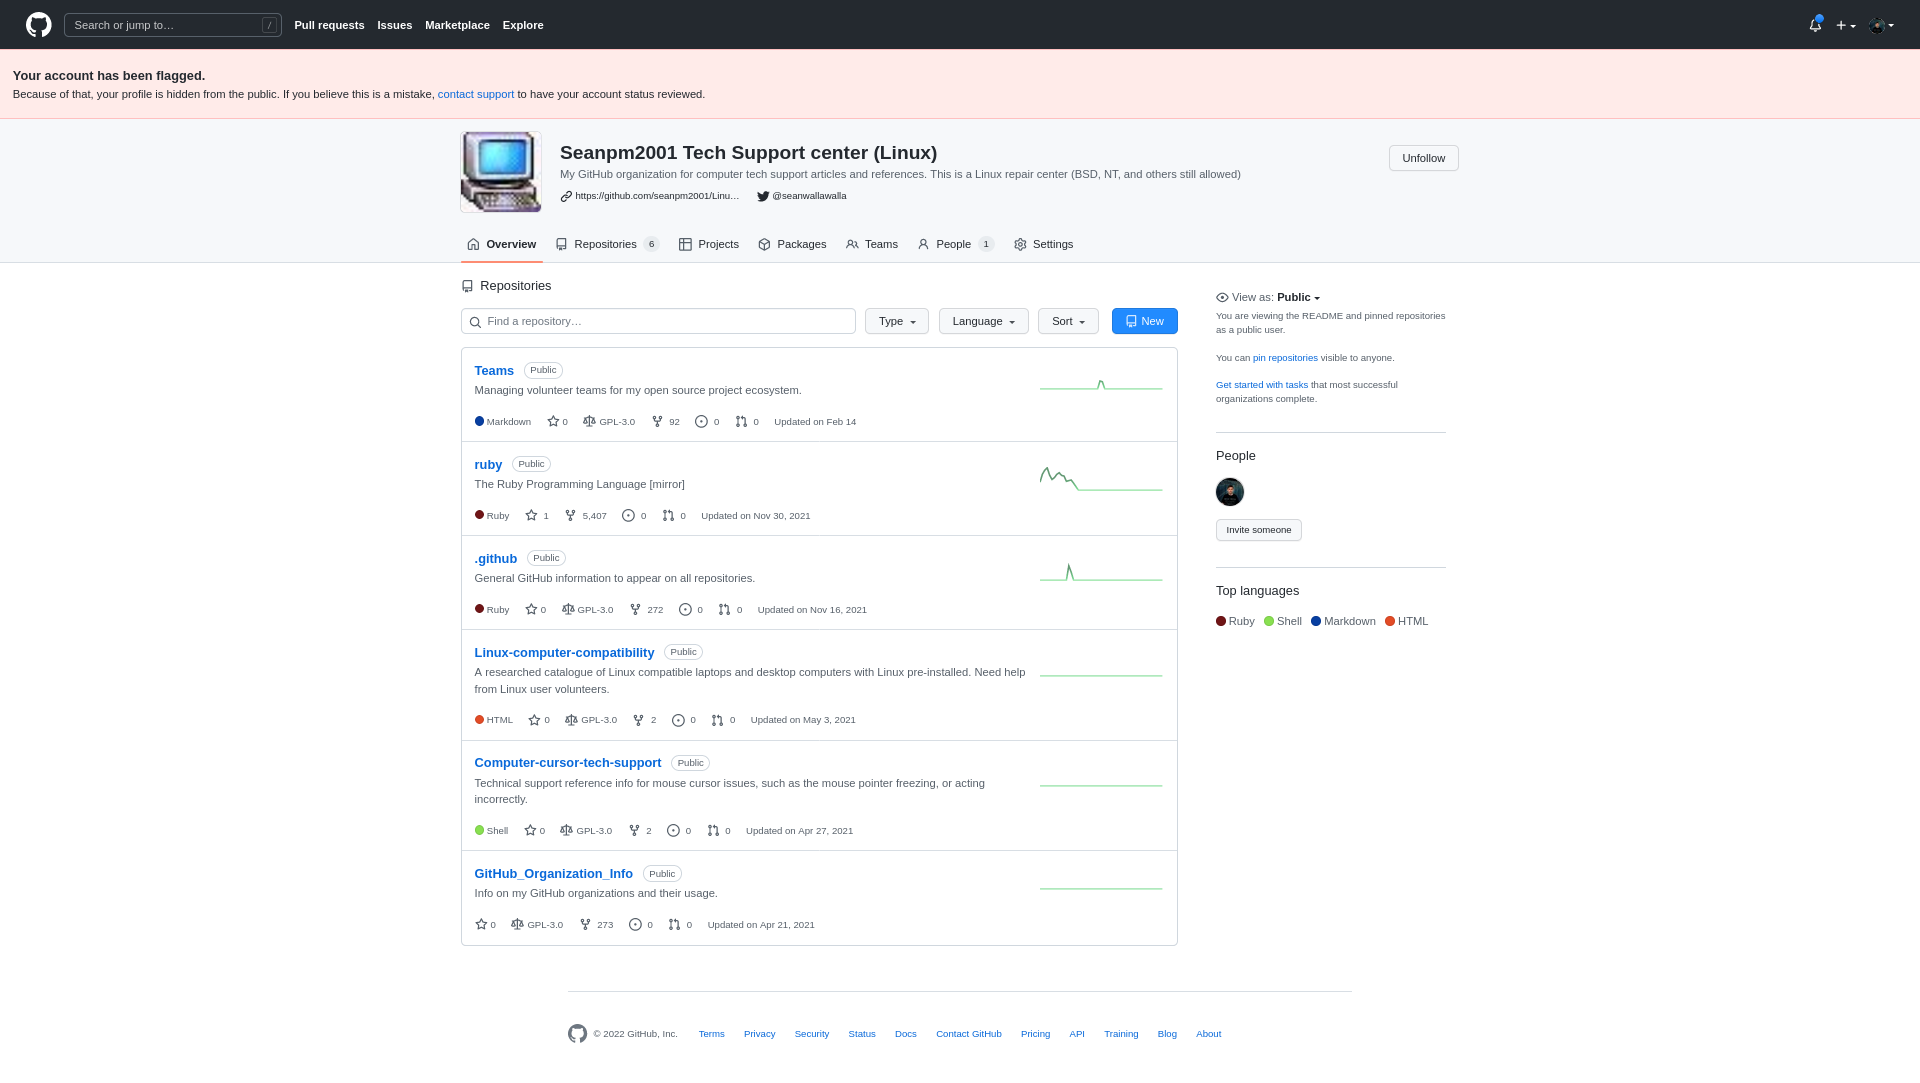 Search or jump to… /
Pull requests Issues Marketplace Explore
Your account has been flagged.
Because of that, your profile is hidden from the public. If you believe this is a mistake, contact support to have your account status reviewed.
Seanpm2001 Tech Support center (Linux)
My GitHub organization for computer tech support articles and references. This is a Linux repair center (BSD, NT, and others still allowed)
https://github.com/seanpm2001/Linu… @seanwallawalla
Unfollow
Overview Repositories 6 Projects Packages Teams People 1 Settings
Repositories
Find a repository… Type Language Sort New
Teams Public
Managing volunteer teams for my open source project ecosystem.
Markdown 0 GPL-3.0 92 0 0 Updated on Feb 14
ruby Public
The Ruby Programming Language [mirror]
Ruby 1 5,407 0 0 Updated on Nov 30, 2021
.github Public
General GitHub information to appear on all repositories.
Ruby 0 GPL-3.0 272 0 0 Updated on Nov 16, 2021
Linux-computer-compatibility Public
A researched catalogue of Linux compatible laptops and desktop computers with Linux pre-installed. Need help
from Linux user volunteers.
HTML 0 GPL-3.0 2 0 0 Updated on May 3, 2021
Computer-cursor-tech-support Public
Technical support reference info for mouse cursor issues, such as the mouse pointer freezing, or acting
incorrectly.
Shell 0 GPL-3.0 2 0 0 Updated on Apr 27, 2021
GitHub_Organization_Info Public
Info on my GitHub organizations and their usage.
0 GPL-3.0 273 0 0 Updated on Apr 21, 2021
View as: Public
You are viewing the README and pinned repositories
as a public user.
You can pin repositories visible to anyone.
Get started with tasks that most successful
organizations complete.
People
Invite someone
Top languages
Ruby Shell Markdown HTML
© 2022 GitHub, Inc. Terms Privacy Security Status Docs Contact GitHub Pricing API Training Blog About